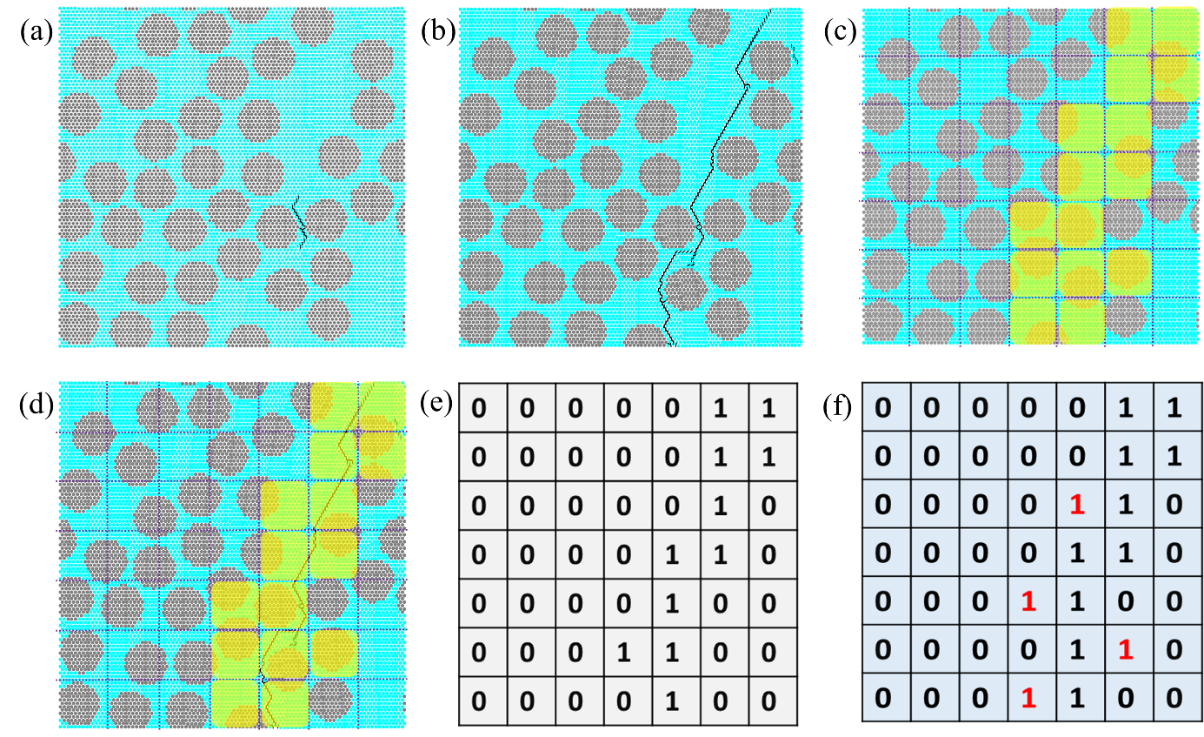 (a)
(b)
(c)
(d)
(e)
0 0 0 0 0 1 1
0 0 0 0 0 1 1
0 0 0 0 0 1 0
0 0 0 0 1 1 0
0 0 0 0 1 0 0
0 0 0 1 1 0 0
0 0 0 0 1 0 0
(f)
0 0 0 0 0 1 1
0 0 0 0 0 1 1
0 0 0 0 1 1 0
0 0 0 0 1 1 0
0 0 0 1 1 0 0
0 0 0 0 1 1 0
0 0 0 1 1 0 0